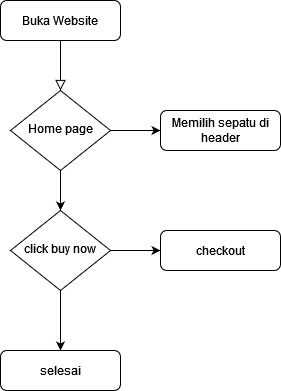 Buka Website
Home page
Memilih sepatu di
header
click buy now
checkout
selesai